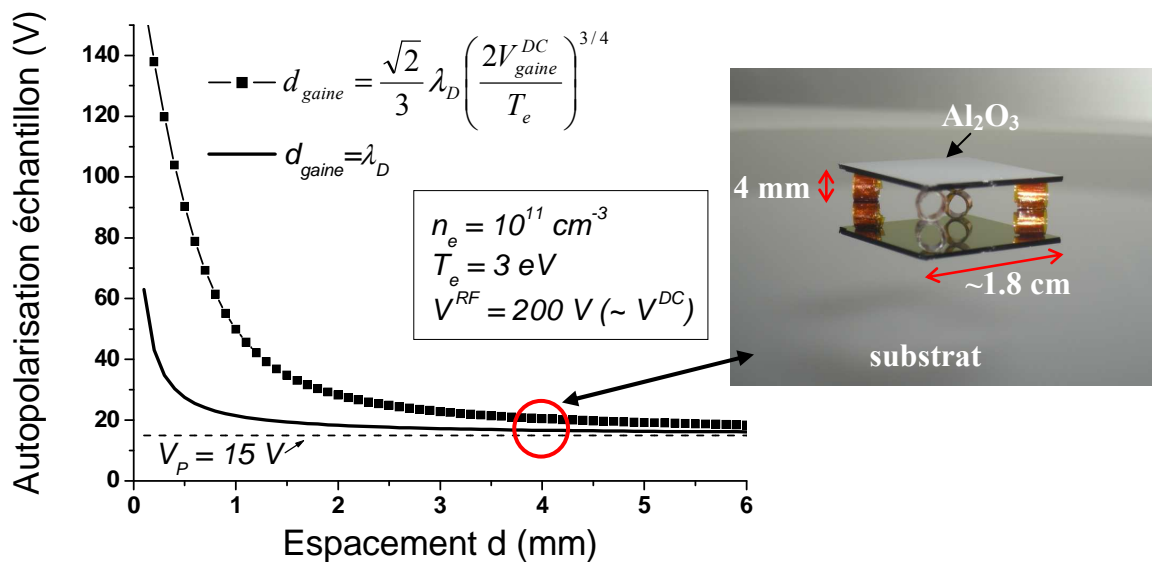 Autopolarisation échantillon (V)
140
120
100
80
60
40
20
0
d_gaine = √2/3 λ_D (2V_gaine^DC / T_e)^3/4
d_gaine=λ_D
n_e = 10^11 cm^-3
T_e = 3 eV
V^RF = 200 V (~ V^DC)
V_P = 15 V
0 1 2 3 4 5 6
Espacement d (mm)
Al₂O₃
4 mm
~1.8 cm
substrat